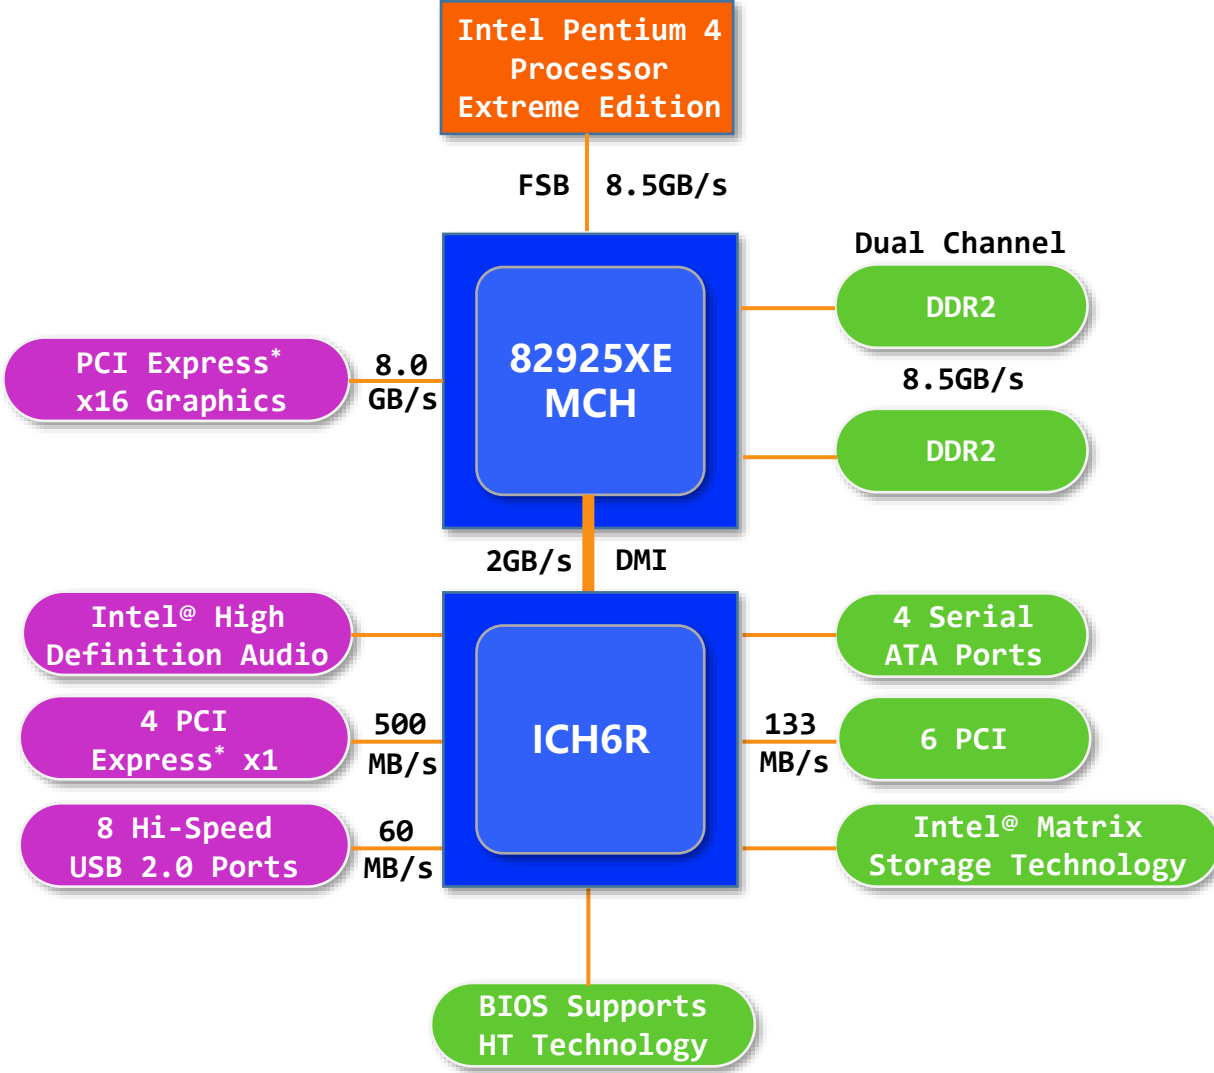 Intel Pentium 4
Processor
Extreme Edition
FSB 8.5GB/s
Dual Channel
DDR2
82925XE
MCH
PCI Express*
x16 Graphics
8.0
GB/s
8.5GB/s
DDR2
2GB/s DMI
Intel@ High
Definition Audio
4 Serial
ATA Ports
4 PCI
Express* x1
500
MB/s
ICH6R
133
MB/s
6 PCI
8 Hi-Speed
USB 2.0 Ports
60
MB/s
Intel@ Matrix
Storage Technology
BIOS Supports
HT Technology